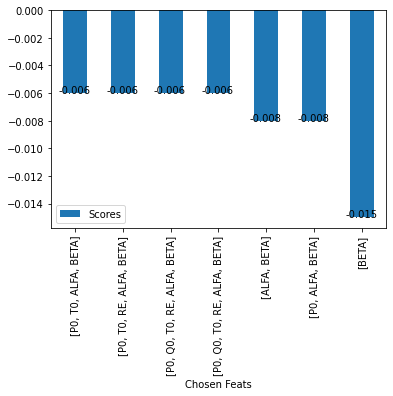 0.000
−0.002
−0.004
−0.006
−0.008
−0.010
−0.012
−0.014
-0.006
-0.006
-0.006
-0.006
-0.008
-0.008
-0.015
Scores
[P0, T0, ALFA, BETA]
[P0, T0, RE, ALFA, BETA]
[P0, Q0, T0, RE, ALFA, BETA]
[P0, Q0, T0, RE, ALFA, BETA]
[ALFA, BETA]
[P0, ALFA, BETA]
[BETA]
Chosen Feats